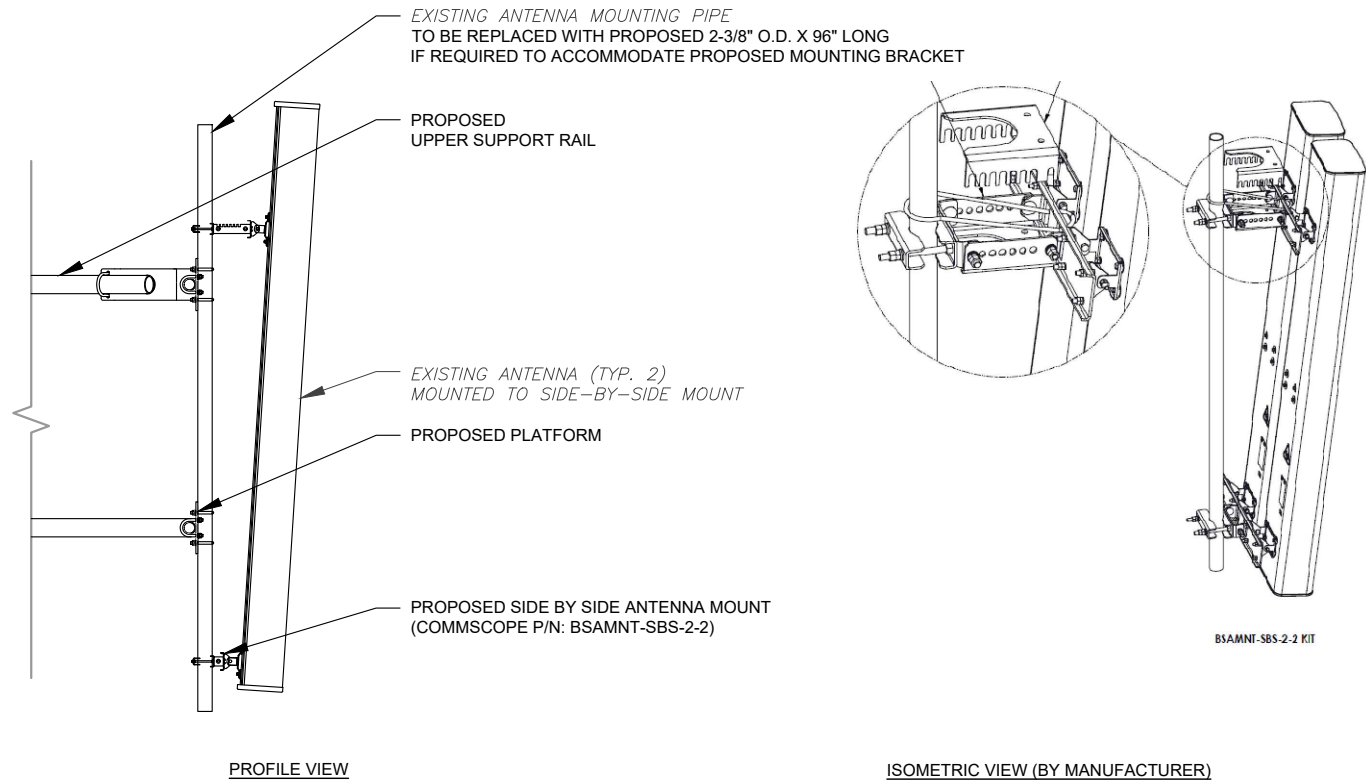 EXISTING ANTENNA MOUNTING PIPE
TO BE REPLACED WITH PROPOSED 2-3/8" O.D. X 96" LONG
IF REQUIRED TO ACCOMMODATE PROPOSED MOUNTING BRACKET
PROPOSED
UPPER SUPPORT RAIL
EXISTING ANTENNA (TYP. 2)
MOUNTED TO SIDE-BY-SIDE MOUNT
PROPOSED PLATFORM
PROPOSED SIDE BY SIDE ANTENNA MOUNT
(COMMSCOPE P/N: BSAMNT-SBS-2-2)
BSAMNT-SBS-2-2 KIT
PROFILE VIEW
ISOMETRIC VIEW (BY MANUFACTURER)